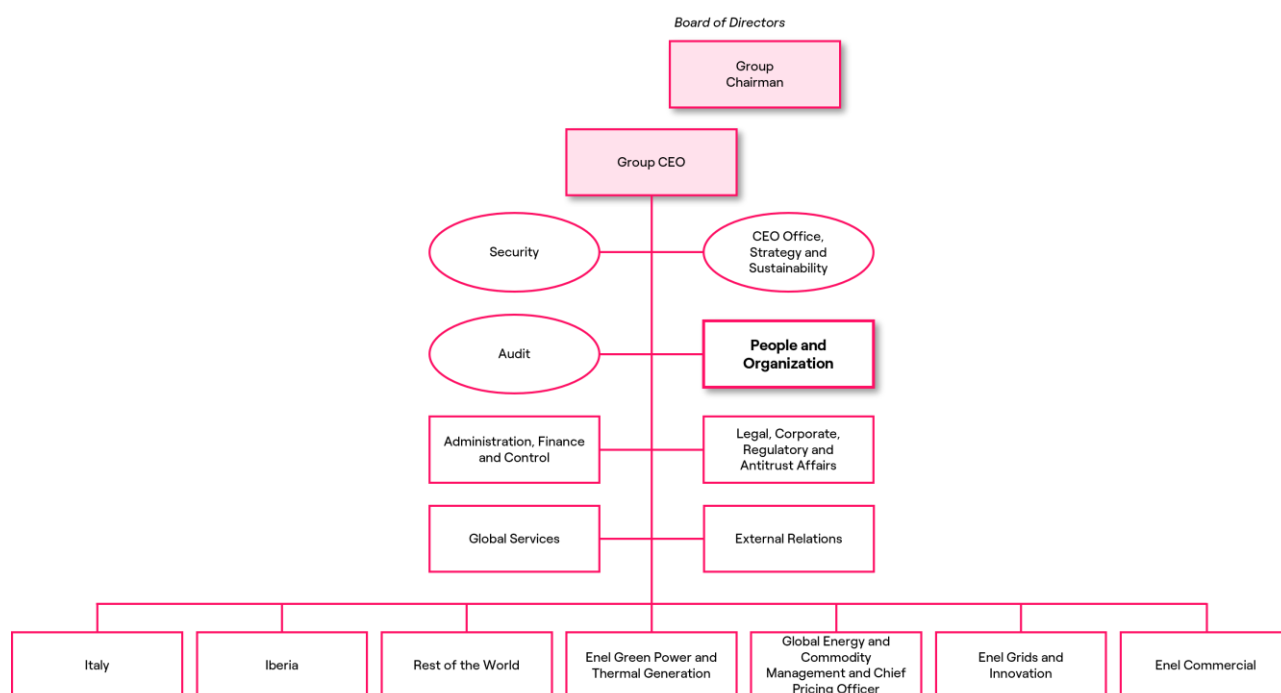 Board of Directors
Group
Chairman
Group CEO
Security
CEO Office,
Strategy and
Sustainability
Audit
People and
Organization
Administration, Finance
and Control
Legal, Corporate,
Regulatory and
Antitrust Affairs
Global Services
External Relations
Italy
Iberia
Rest of the World
Enel Green Power and
Thermal Generation
Global Energy and
Commodity
Management and Chief
Pricing Officer
Enel Grids and
Innovation
Enel Commercial